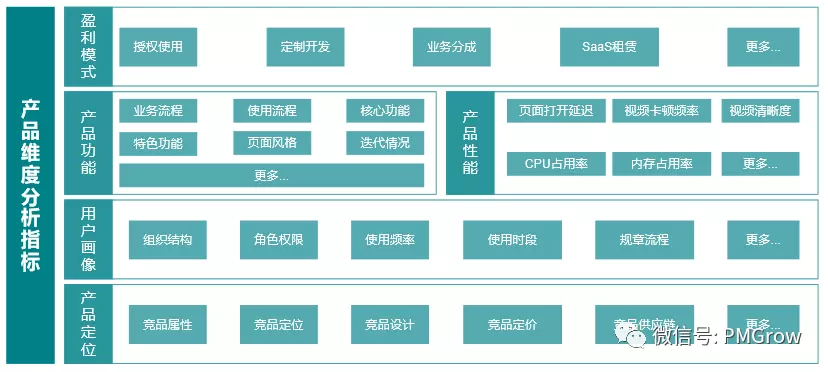 产品维度分析指标
盈利模式
授权使用
定制开发
业务分成
SaaS租赁
更多...
产品功能
业务流程
使用流程
核心功能
特色功能
页面风格
迭代情况
更多...
产品性能
页面打开延迟
视频卡顿频率
视频清晰度
CPU占用率
内存占用率
更多...
用户画像
组织结构
角色权限
使用频率
使用时段
规章流程
更多...
产品定位
竞品属性
竞品定位
竞品设计
竞品定价
竞品供应链
更多...
微信号: PMGrow